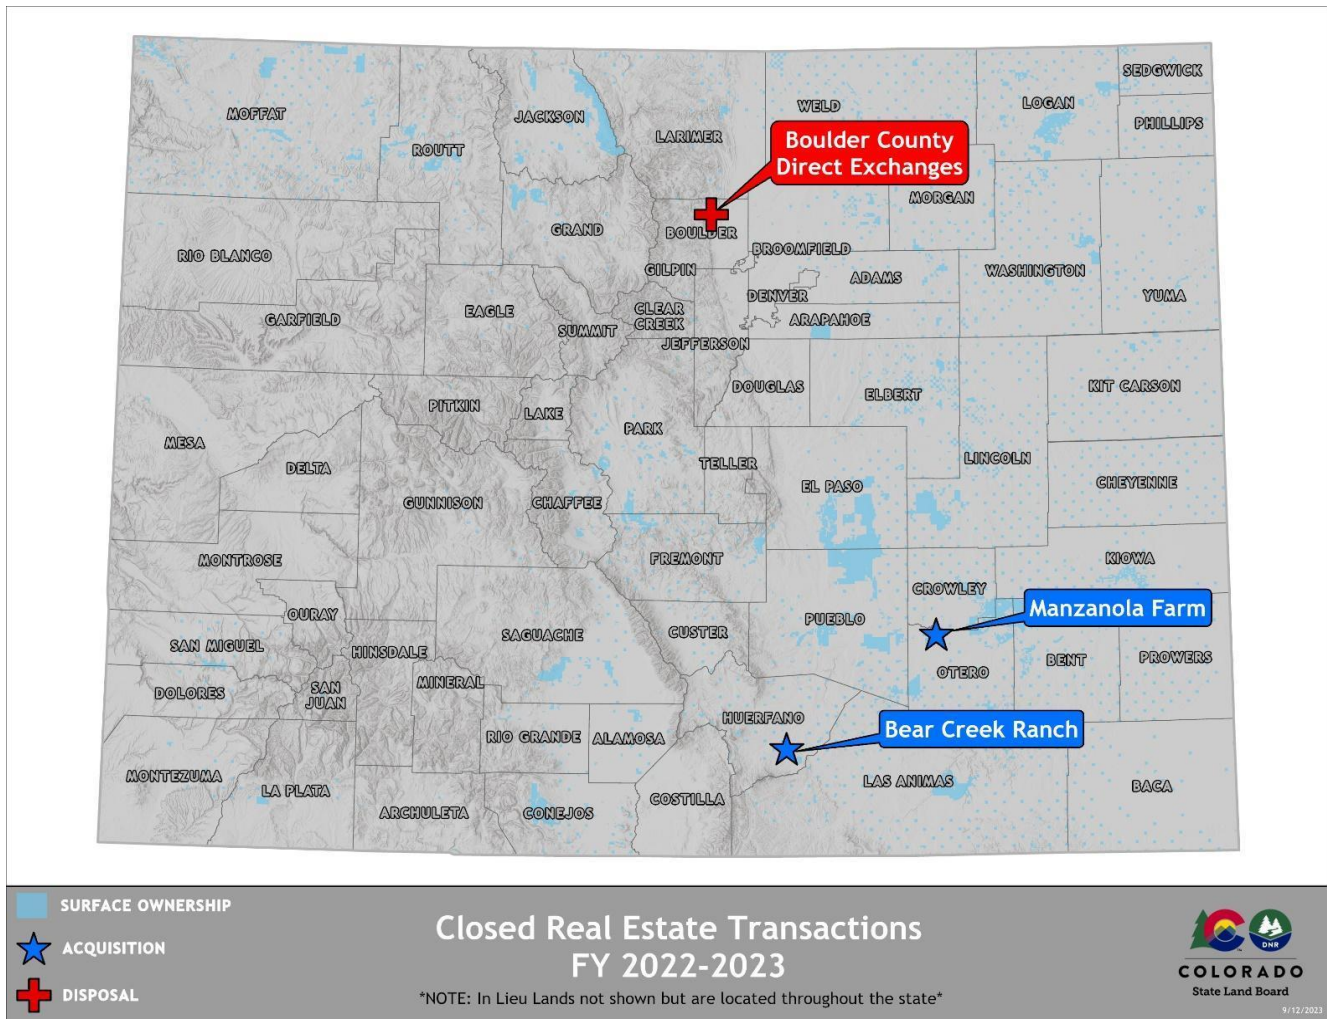 SEDGWICK
MOFFAT
JACKSON
WELD
LOGAN
PHILLIPS
LARIMER
ROUTT
Boulder County
Direct Exchanges
MORGAN
GRAND
BOULDER
BROOMFIELD
RIO BLANCO
GILPIN
ADAMS
WASHINGTON
YUMA
DENVER
EAGLE
CLEAR
CREEK
GARFIELD
SUMMIT
ARAPAHOE
JEFFERSON
DOUGLAS
ELBERT
KIT CARSON
PITKIN
LAKE
PARK
MESA
DELTA
TELLER
LINCOLN
EL PASO
CHEYENNE
GUNNISON
CHAFFEE
MONTROSE
FREMONT
KIOWA
CROWLEY
Manzanola Farm
OURAY
PUEBLO
SAGUACHE
CUSTER
SAN MIGUEL
HINSDALE
BENT
PROWERS
OTERO
MINERAL
DOLORES
SAN
JUAN
HUERFANO
Bear Creek Ranch
RIO GRANDE
ALAMOSA
MONTEZUMA
LA PLATA
LAS ANIMAS
BACA
COSTILLA
ARCHULETA
CONEJOS
SURFACE OWNERSHIP
ACQUISITION
DISPOSAL
Closed Real Estate Transactions
FY 2022-2023
*NOTE: In Lieu Lands not shown but are located throughout the state*
DNR
COLORADO
State Land Board
9/12/2023